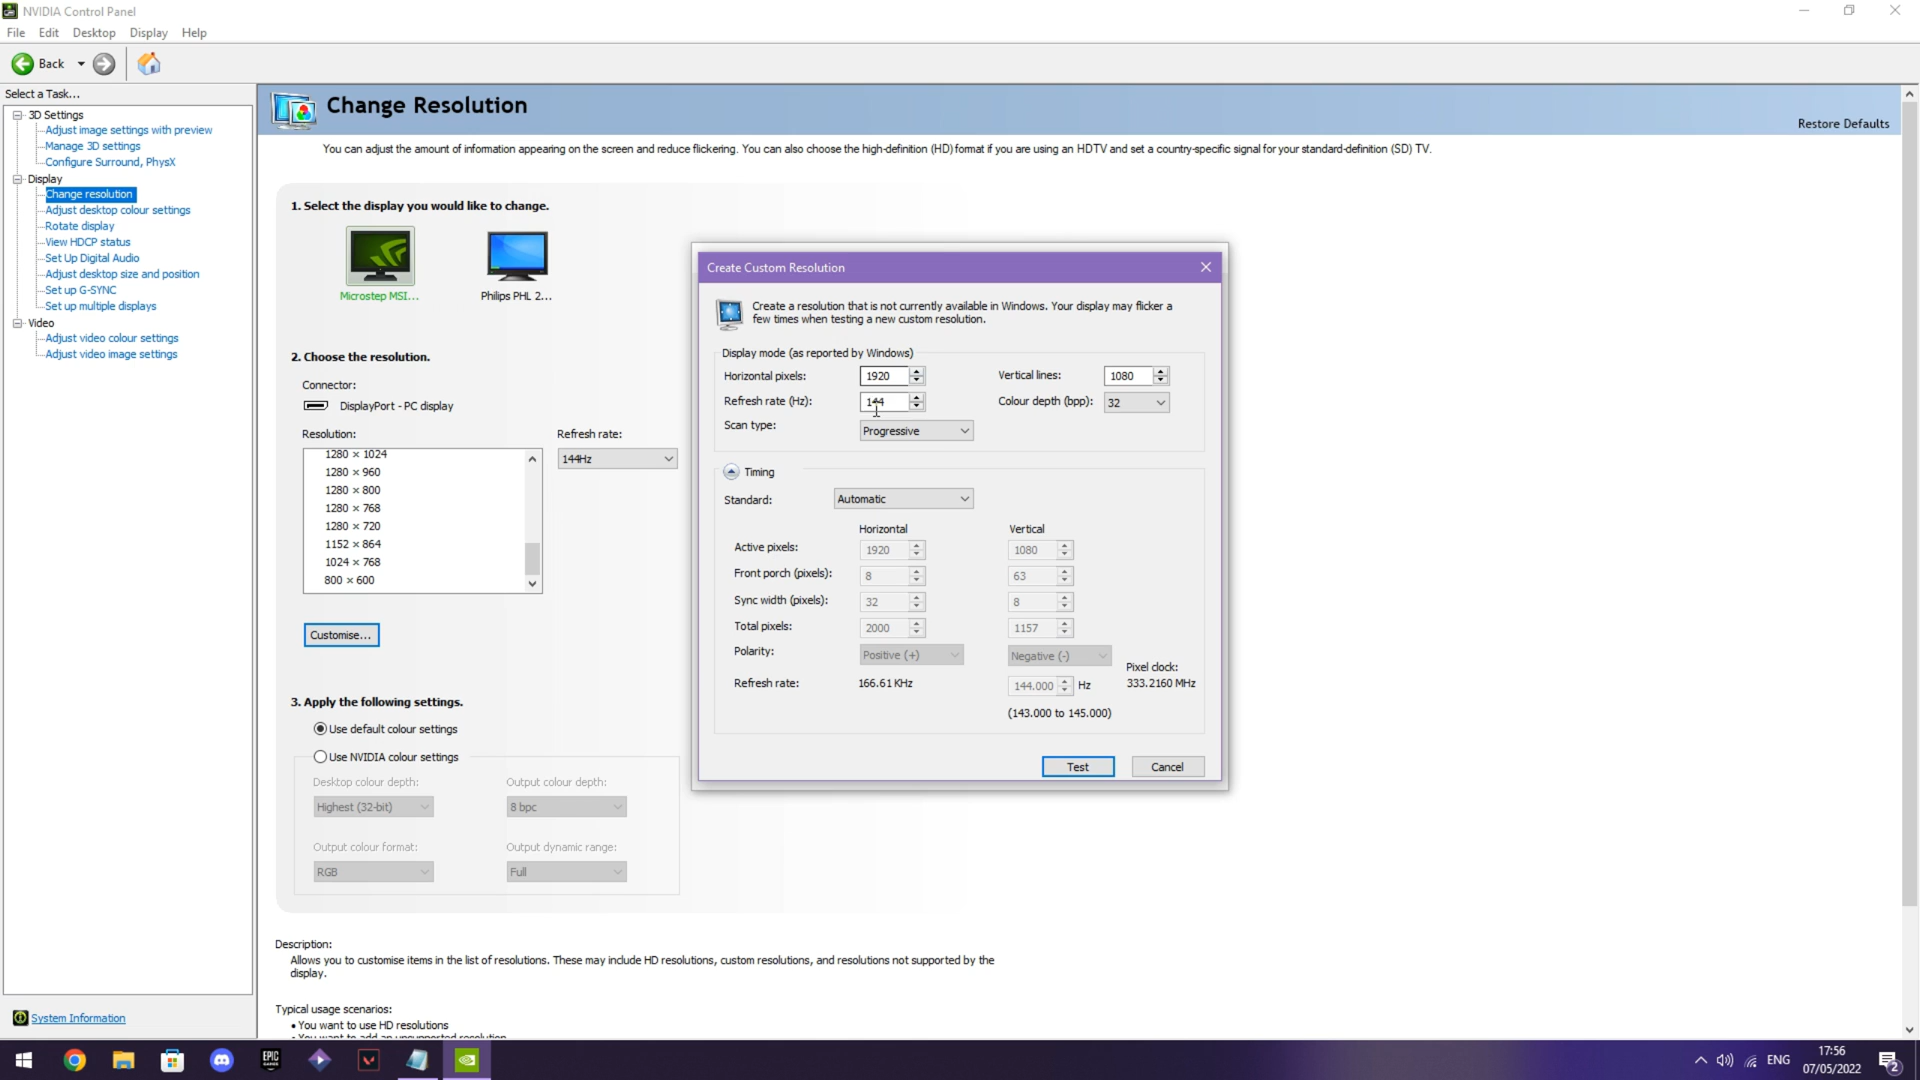 NVIDIA Control Panel
File Edit Desktop Display Help
Back
Select a Task...
3D Settings
Adjust image settings with preview
Manage 3D settings
Configure Surround, PhysX
Display
Change resolution
Adjust desktop colour settings
Rotate display
View HDCP status
Set Up Digital Audio
Adjust desktop size and position
Set up G-SYNC
Set up multiple displays
Video
Adjust video colour settings
Adjust video image settings
System Information
Change Resolution
Restore Defaults
You can adjust the amount of information appearing on the screen and reduce flickering. You can also choose the high-definition (HD) format if you are using an HDTV and set a country-specific signal for your standard-definition (SD) TV.
1. Select the display you would like to change.
Microstep MSI... Philips PHL 2...
2. Choose the resolution.
Connector:
DisplayPort - PC display
Resolution: Refresh rate:
144Hz
1280 × 1024
1280 × 960
1280 × 800
1280 × 768
1280 × 720
1152 × 864
1024 × 768
800 × 600
Customise...
3. Apply the following settings.
Use default colour settings
Use NVIDIA colour settings
Desktop colour depth: Output colour depth:
Highest (32-bit) 8 bpc
Output colour format: Output dynamic range:
RGB Full
Description:
Allows you to customise items in the list of resolutions. These may include HD resolutions, custom resolutions, and resolutions not supported by the
display.
Typical usage scenarios:
• You want to use HD resolutions
• You want to add an unsupported resolution
Create Custom Resolution
Create a resolution that is not currently available in Windows. Your display may flicker a
few times when testing a new custom resolution.
Display mode (as reported by Windows)
Horizontal pixels: 1920 Vertical lines: 1080
Refresh rate (Hz): 144 Colour depth (bpp): 32
Scan type: Progressive
Timing
Standard: Automatic
Horizontal Vertical
Active pixels: 1920 1080
Front porch (pixels): 8 63
Sync width (pixels): 32 8
Total pixels: 2000 1157
Polarity: Positive (+) Negative (-)
Pixel clock:
Refresh rate: 166.61 KHz 144.000 Hz 333.2160 MHz
(143.000 to 145.000)
Test Cancel
EPIC GAMES
ENG
17:56
07/05/2022
2